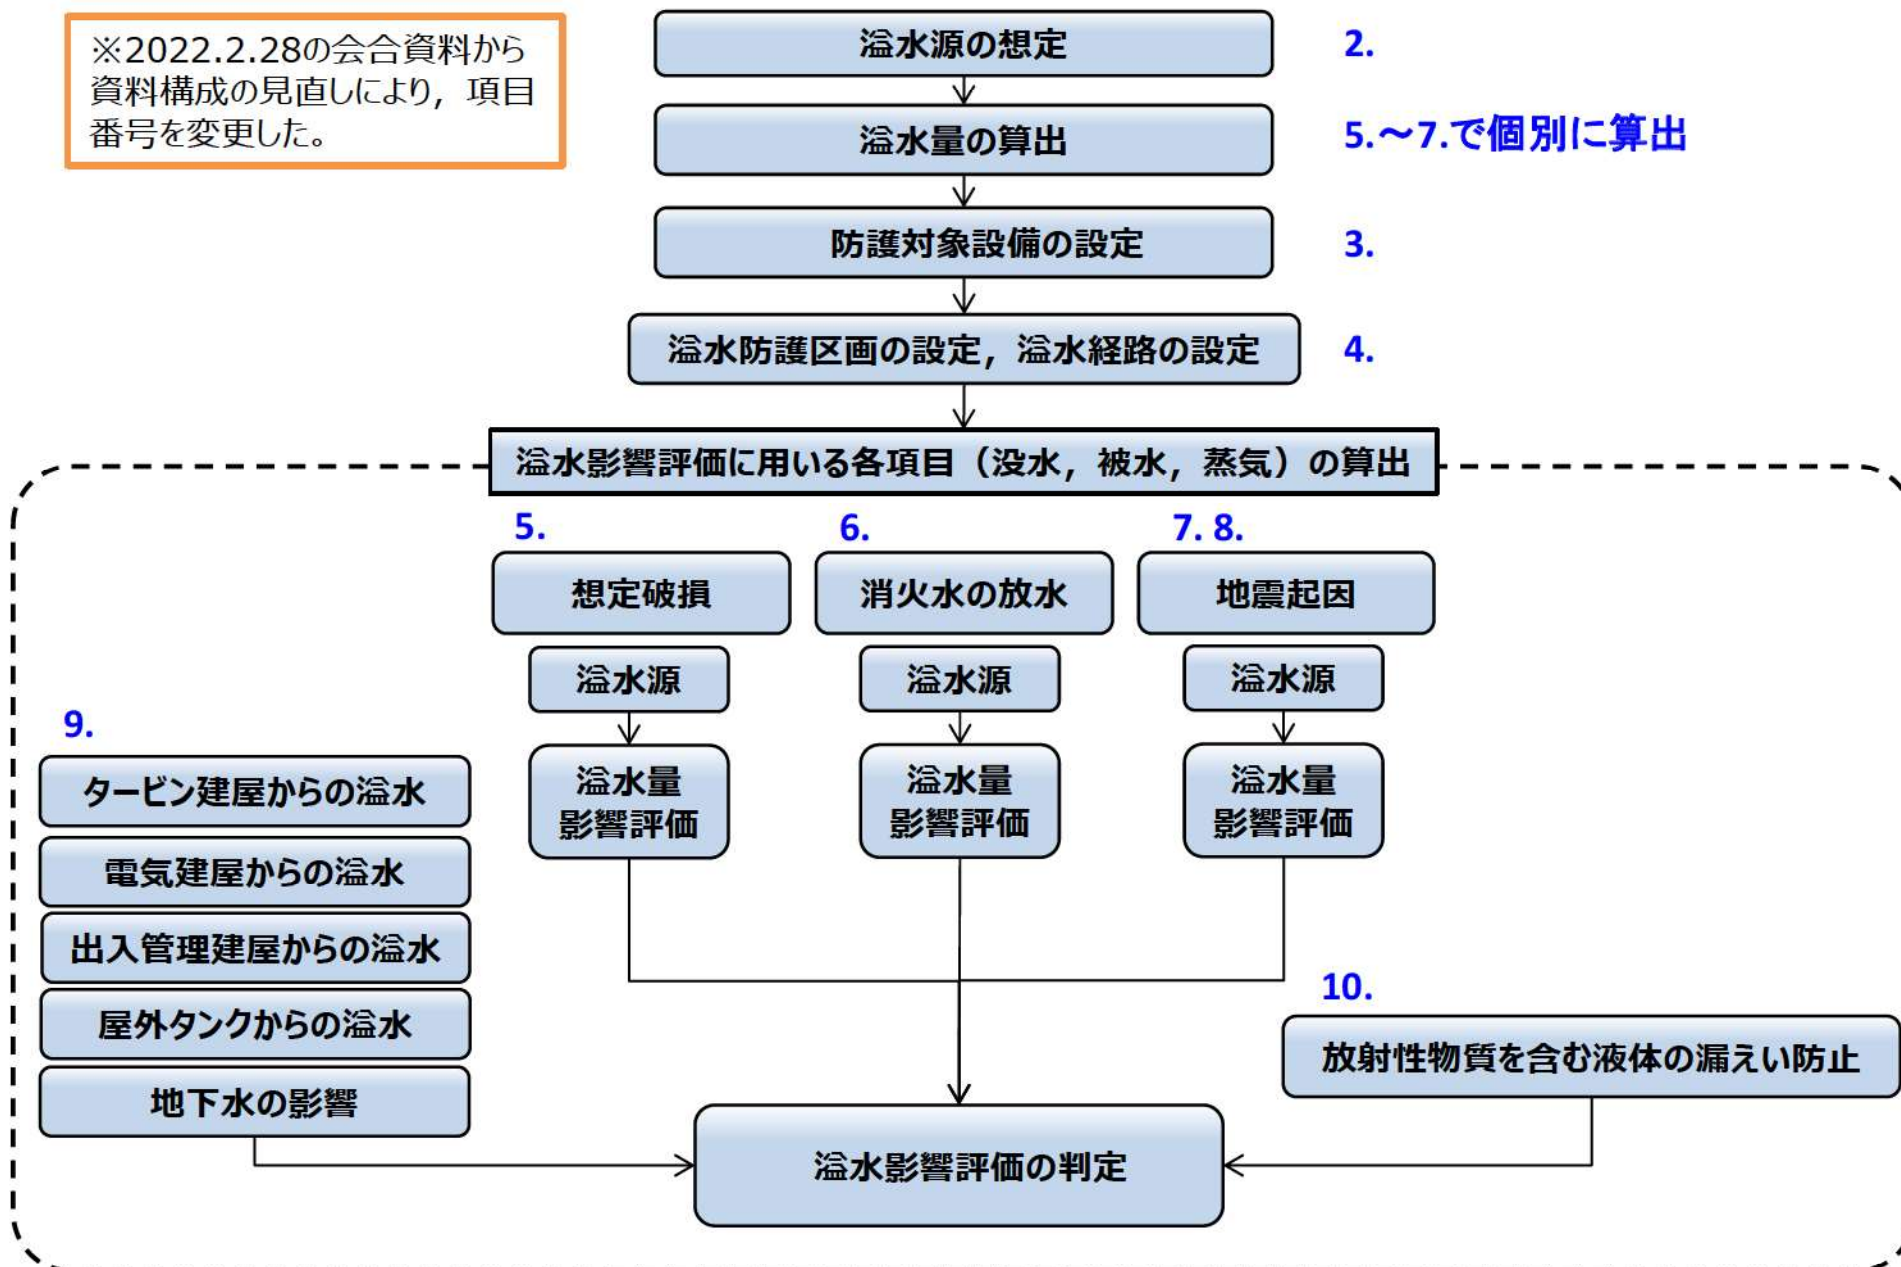 ※2022.2.28の会合資料から
資料構成の見直しにより，項目
番号を変更した。
溢水源の想定
2.
溢水量の算出
5.～7.で個別に算出
防護対象設備の設定
3.
溢水防護区画の設定，溢水経路の設定
4.
溢水影響評価に用いる各項目（没水，被水，蒸気）の算出
5.
想定破損
溢水源
溢水量
影響評価
6.
消火水の放水
溢水源
溢水量
影響評価
7. 8.
地震起因
溢水源
溢水量
影響評価
9.
タービン建屋からの溢水
電気建屋からの溢水
出入管理建屋からの溢水
屋外タンクからの溢水
地下水の影響
10.
放射性物質を含む液体の漏えい防止
溢水影響評価の判定